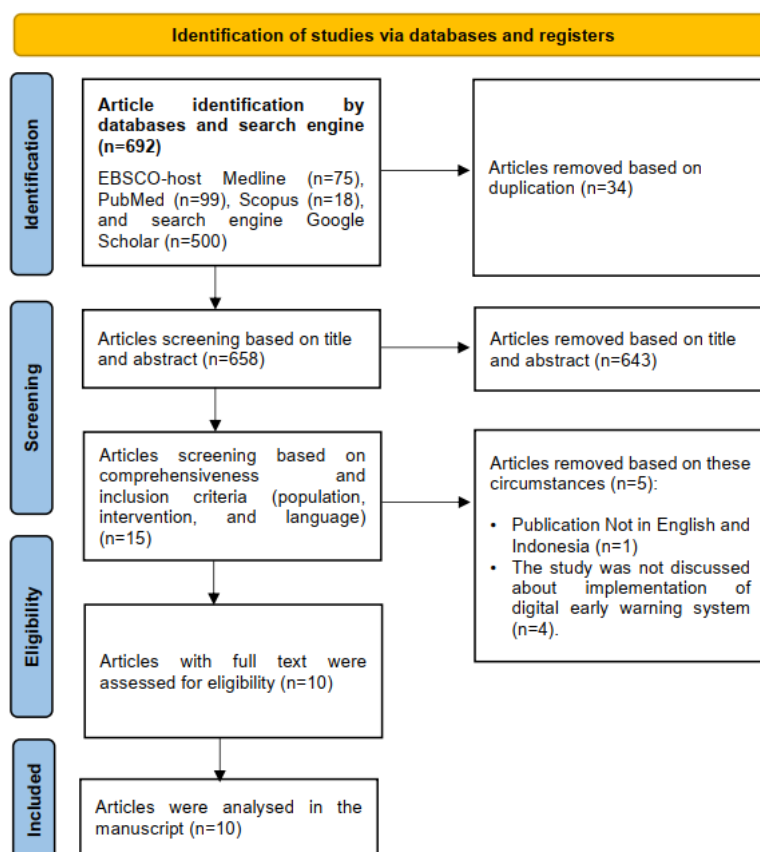 Identification of studies via databases and registers
Identification
Article identification by
databases and search engine
(n=692)
EBSCO-host Medline (n=75),
PubMed (n=99), Scopus (n=18),
and search engine Google
Scholar (n=500)
Articles removed based on
duplication (n=34)
Screening
Articles screening based on title
and abstract (n=658)
Articles removed based on title
and abstract (n=643)
Articles screening based on
comprehensiveness and
inclusion criteria (population,
intervention, and language)
(n=15)
Articles removed based on these
circumstances (n=5):
• Publication Not in English and
Indonesia (n=1)
• The study was not discussed
about implementation of
digital early warning system
(n=4).
Eligibility
Articles with full text were
assessed for eligibility (n=10)
Included
Articles were analysed in the
manuscript (n=10)